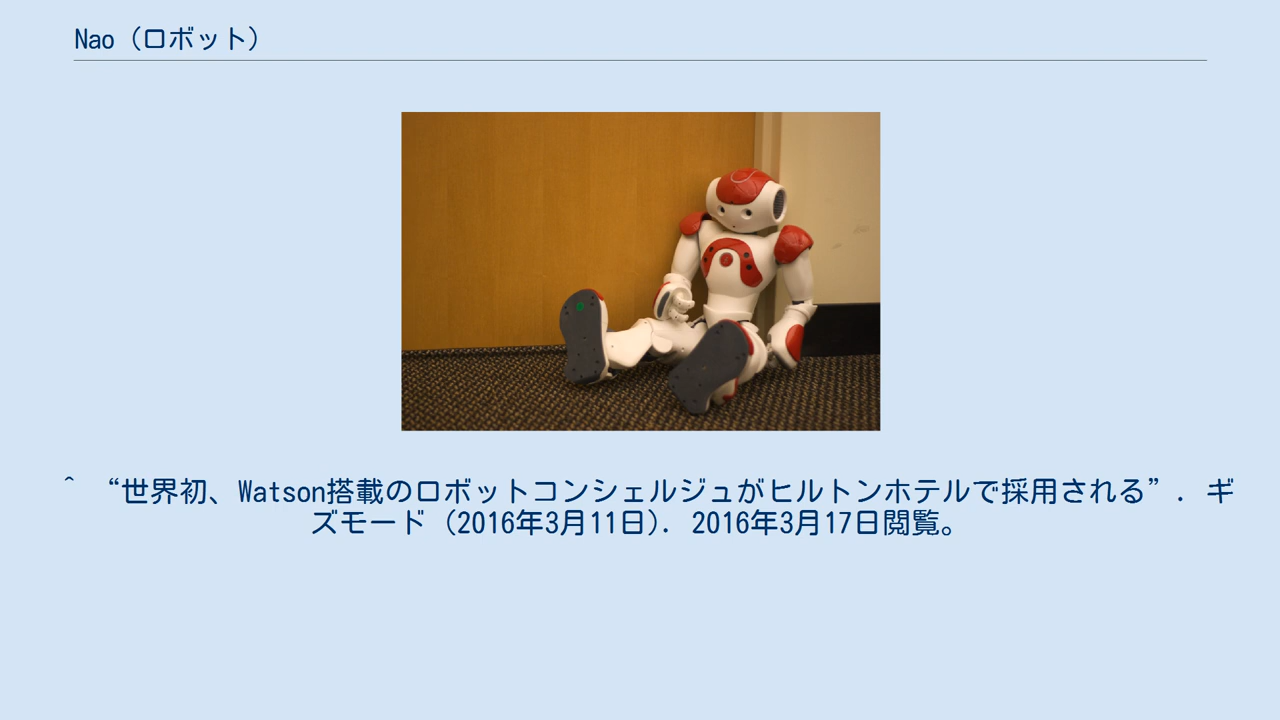 Nao（ロボット）
^ “世界初、Watson搭載のロボットコンシェルジュがヒルトンホテルで採用される”. ギ
ズモード (2016年3月11日). 2016年3月17日閲覧。